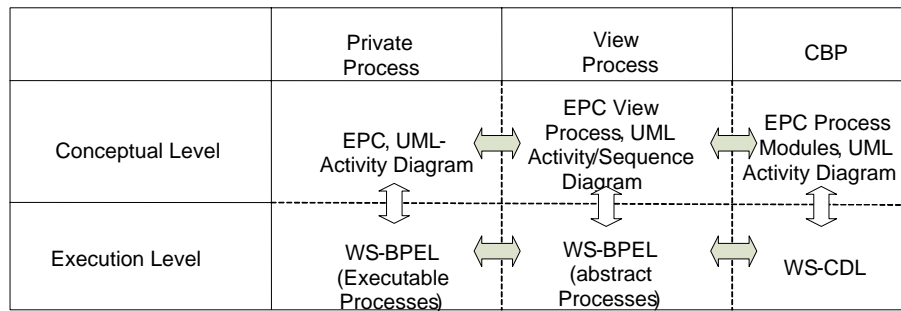 Private
Process
View
Process
CBP
Conceptual Level
EPC, UML-
Activity Diagram
EPC View
Process, UML
Activity/Sequence
Diagram
EPC Process
Modules, UML
Activity Diagram
Execution Level
WS-BPEL
(Executable
Processes)
WS-BPEL
(abstract
Processes)
WS-CDL